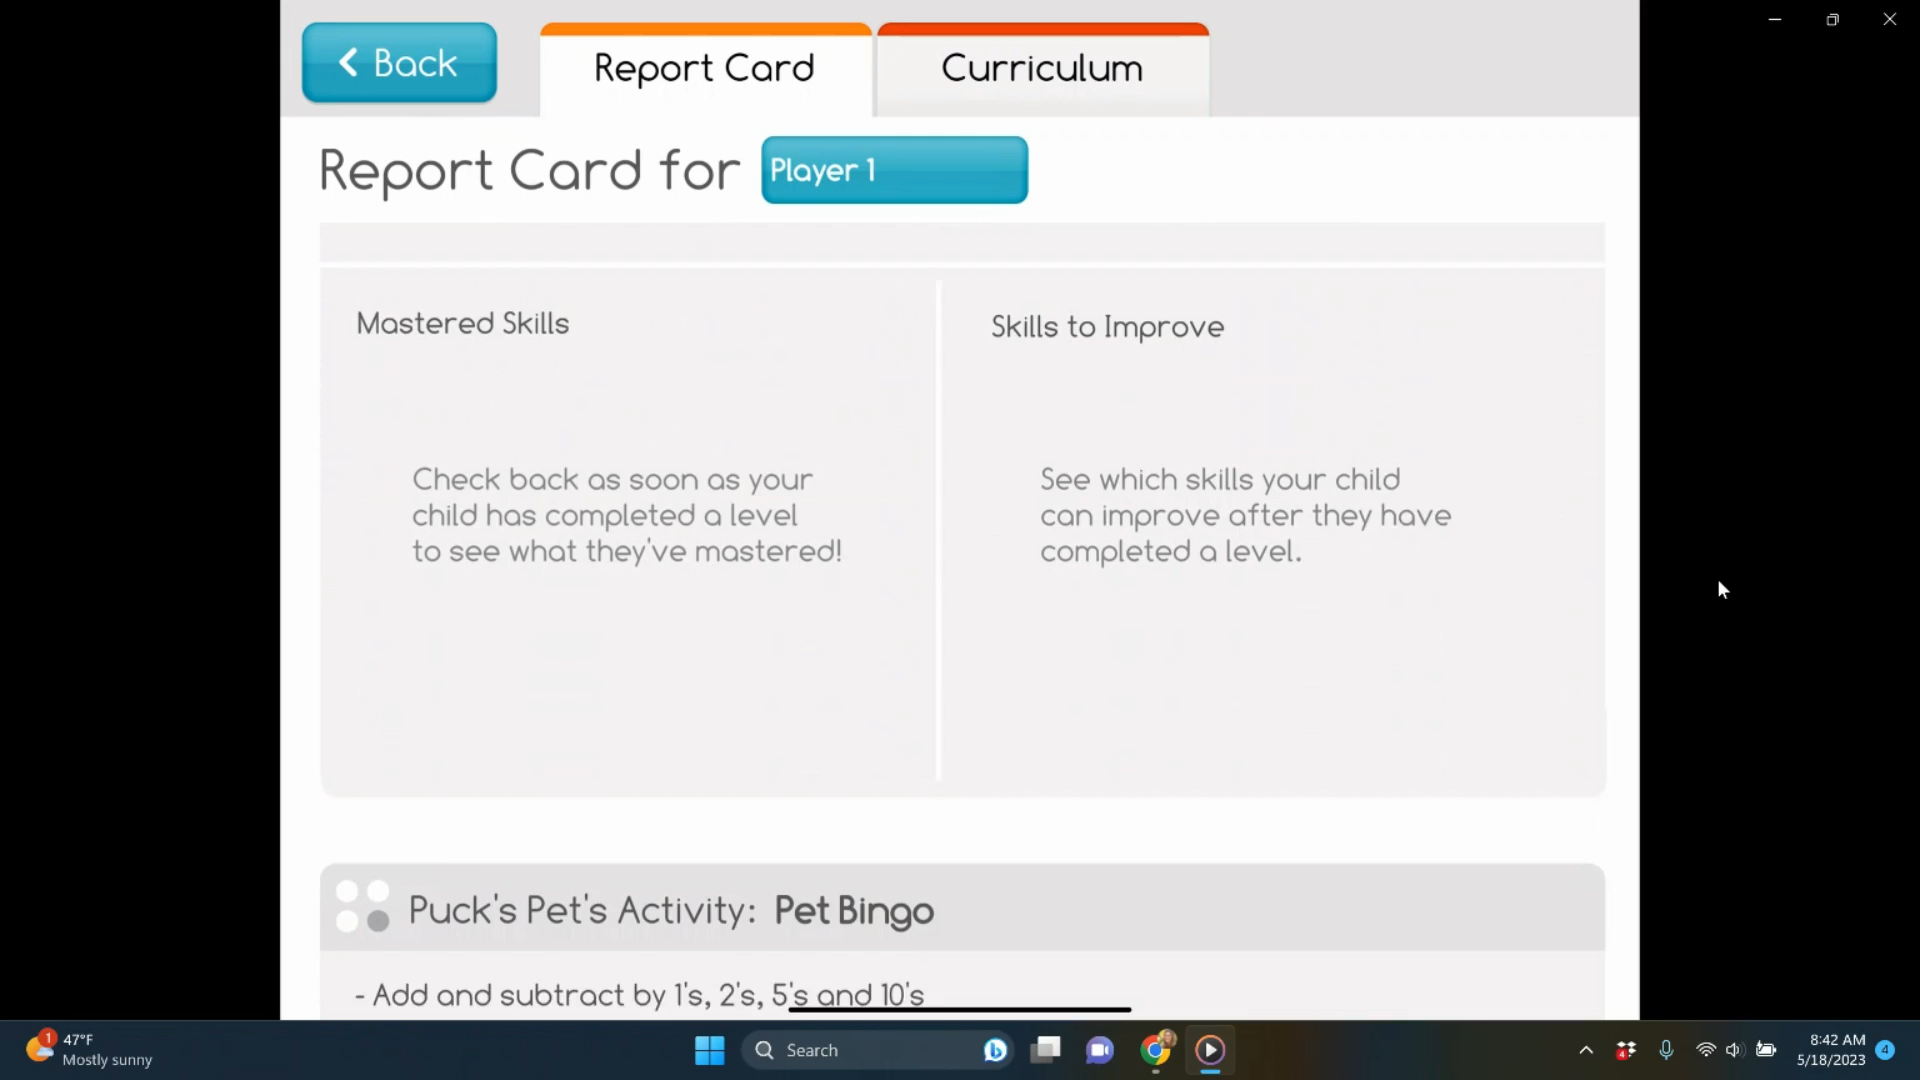 Back
Report Card
Curriculum
Report Card for
Player 1
Mastered Skills
Skills to Improve
Check back as soon as your
child has completed a level
to see what they've mastered!
See which skills your child
can improve after they have
completed a level.
Puck's Pet's Activity: Pet Bingo
- Add and subtract by 1's, 2's, 5's and 10's
1
47°F
Mostly sunny
Search
4
8:42 AM
5/18/2023
4